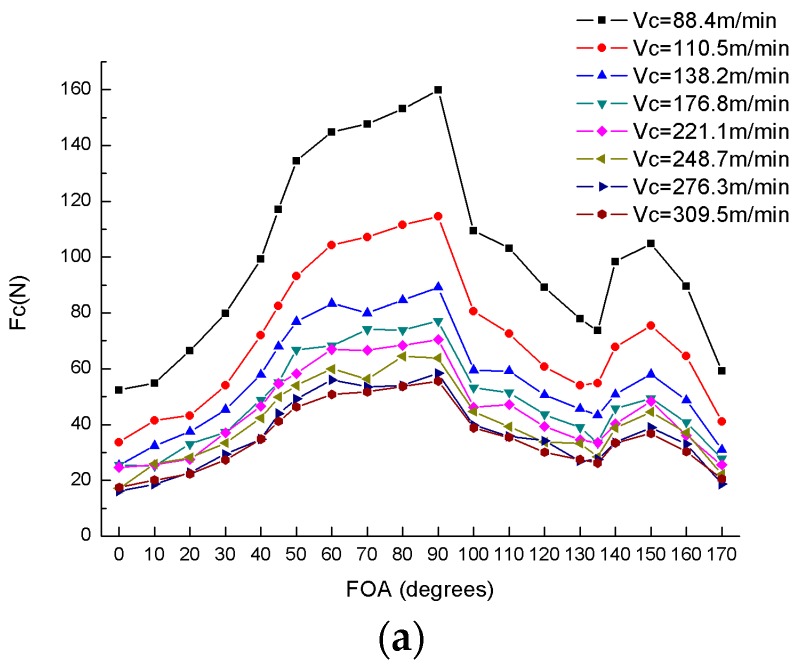 Vc=88.4m/min
Vc=110.5m/min
Vc=138.2m/min
Vc=176.8m/min
Vc=221.1m/min
Vc=248.7m/min
Vc=276.3m/min
Vc=309.5m/min
160
140
120
100
80
60
40
20
0
Fc(N)
0 10 20 30 40 50 60 70 80 90 100 110 120 130 140 150 160 170
FOA (degrees)
(a)